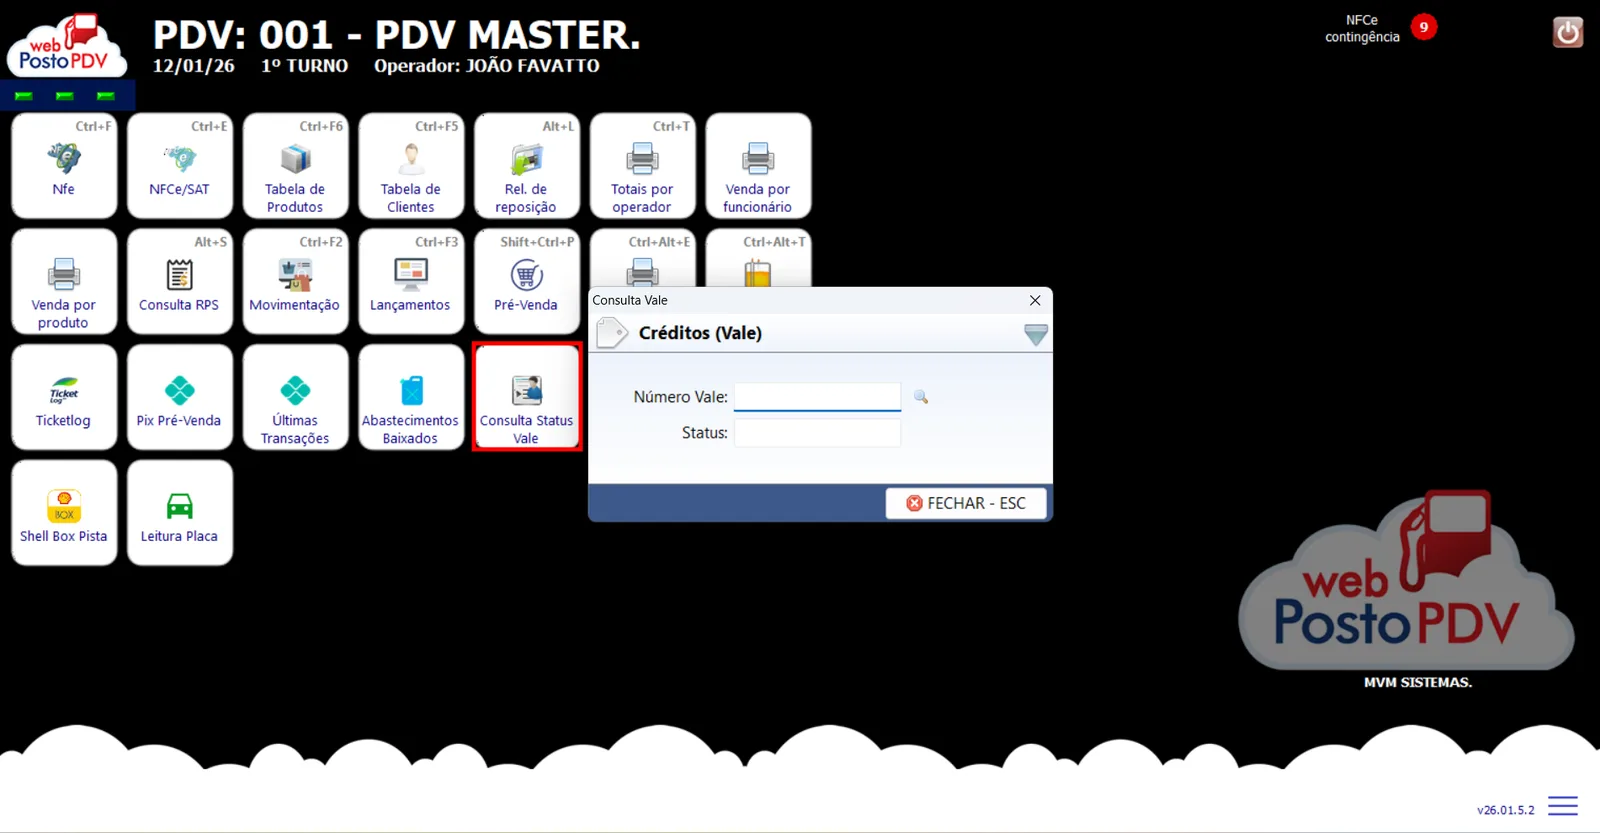 web
PostoPDV
PDV: 001 - PDV MASTER.
12/01/26 1º TURNO Operador: JOÃO FAVATTO
NFCe
contingência
9
Ctrl+F
Nfe
Ctrl+E
NFCe/SAT
Ctrl+F6
Tabela de
Produtos
Ctrl+F5
Tabela de
Clientes
Alt+L
Rel. de
reposição
Ctrl+T
Totais por
operador
Venda por
funcionário
Venda por
produto
Alt+S
Consulta RPS
Ctrl+F2
Movimentação
Ctrl+F3
Lançamentos
Shift+Ctrl+P
Pré-Venda
Ctrl+Alt+E
Ctrl+Alt+T
Ticket
Log
Ticketlog
Pix Pré-Venda
Últimas
Transações
Abastecimentos
Baixados
Consulta Status
Vale
BOX
Shell Box Pista
Leitura Placa
Consulta Vale
Créditos (Vale)
Número Vale:
Status:
FECHAR - ESC
web
PostoPDV
MVM SISTEMAS.
v26.01.5.2